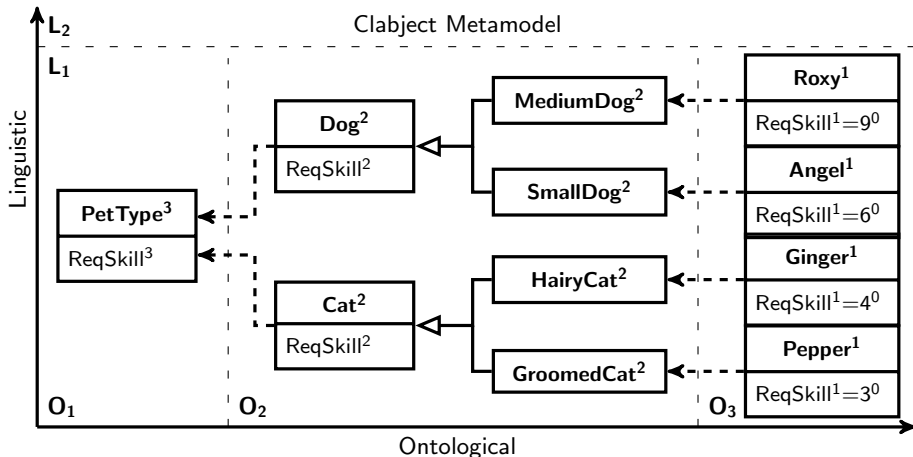 L₂
Clabject Metamodel
L₁
Linguistic
PetType³
ReqSkill³
Dog²
ReqSkill²
Cat²
ReqSkill²
MediumDog²
SmallDog²
HairyCat²
GroomedCat²
Roxy¹
ReqSkill¹=9⁰
Angel¹
ReqSkill¹=6⁰
Ginger¹
ReqSkill¹=4⁰
Pepper¹
ReqSkill¹=3⁰
O₁
O₂
O₃
Ontological